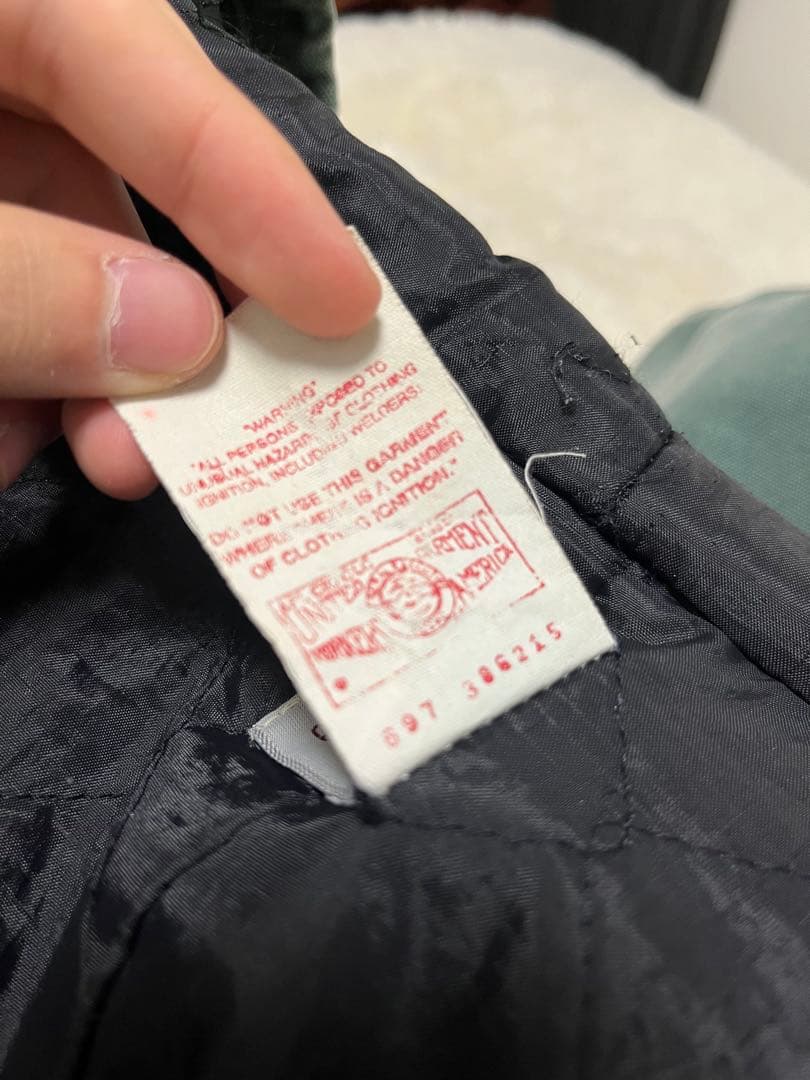 "WARNING"
"ALL PERSONS EXPOSED TO
UNUSUAL HAZARD OF CLOTHING
IGNITION, INCLUDING WELDERS:
DO NOT USE THIS GARMENT
WHERE THERE IS A DANGER
OF CLOTHING IGNITION."
GARMENT
AMERICA
697 386215